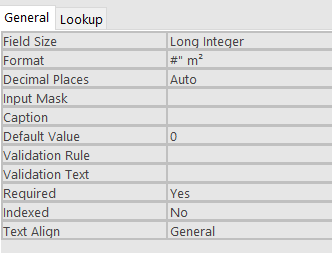 General Lookup
Field Size Long Integer
Format #" m²
Decimal Places Auto
Input Mask
Caption
Default Value 0
Validation Rule
Validation Text
Required Yes
Indexed No
Text Align General